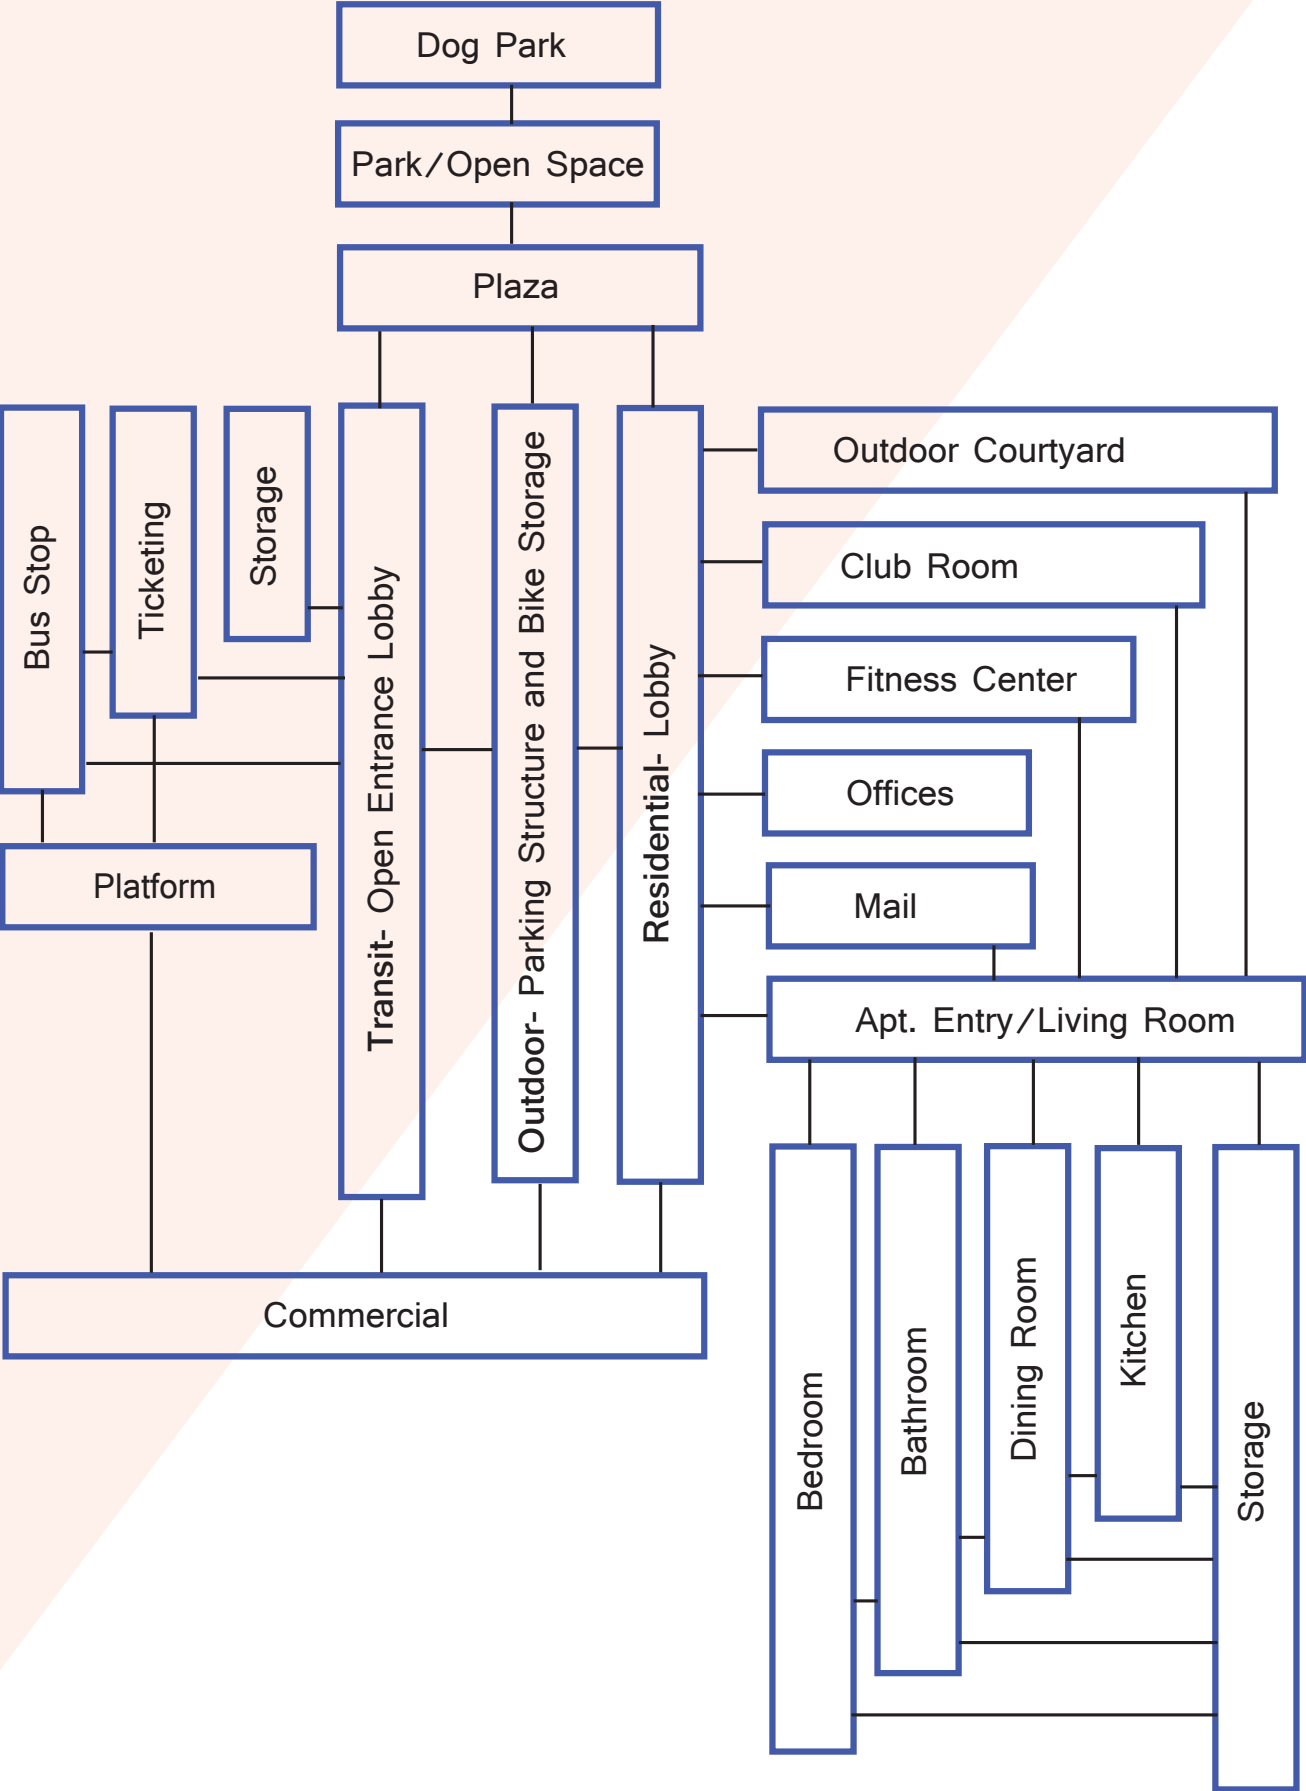 Dog Park
Park/Open Space
Plaza
Bus Stop
Ticketing
Storage
Transit- Open Entrance Lobby
Outdoor- Parking Structure and Bike Storage
Residential- Lobby
Outdoor Courtyard
Club Room
Fitness Center
Offices
Mail
Apt. Entry/Living Room
Platform
Commercial
Bedroom
Bathroom
Dining Room
Kitchen
Storage